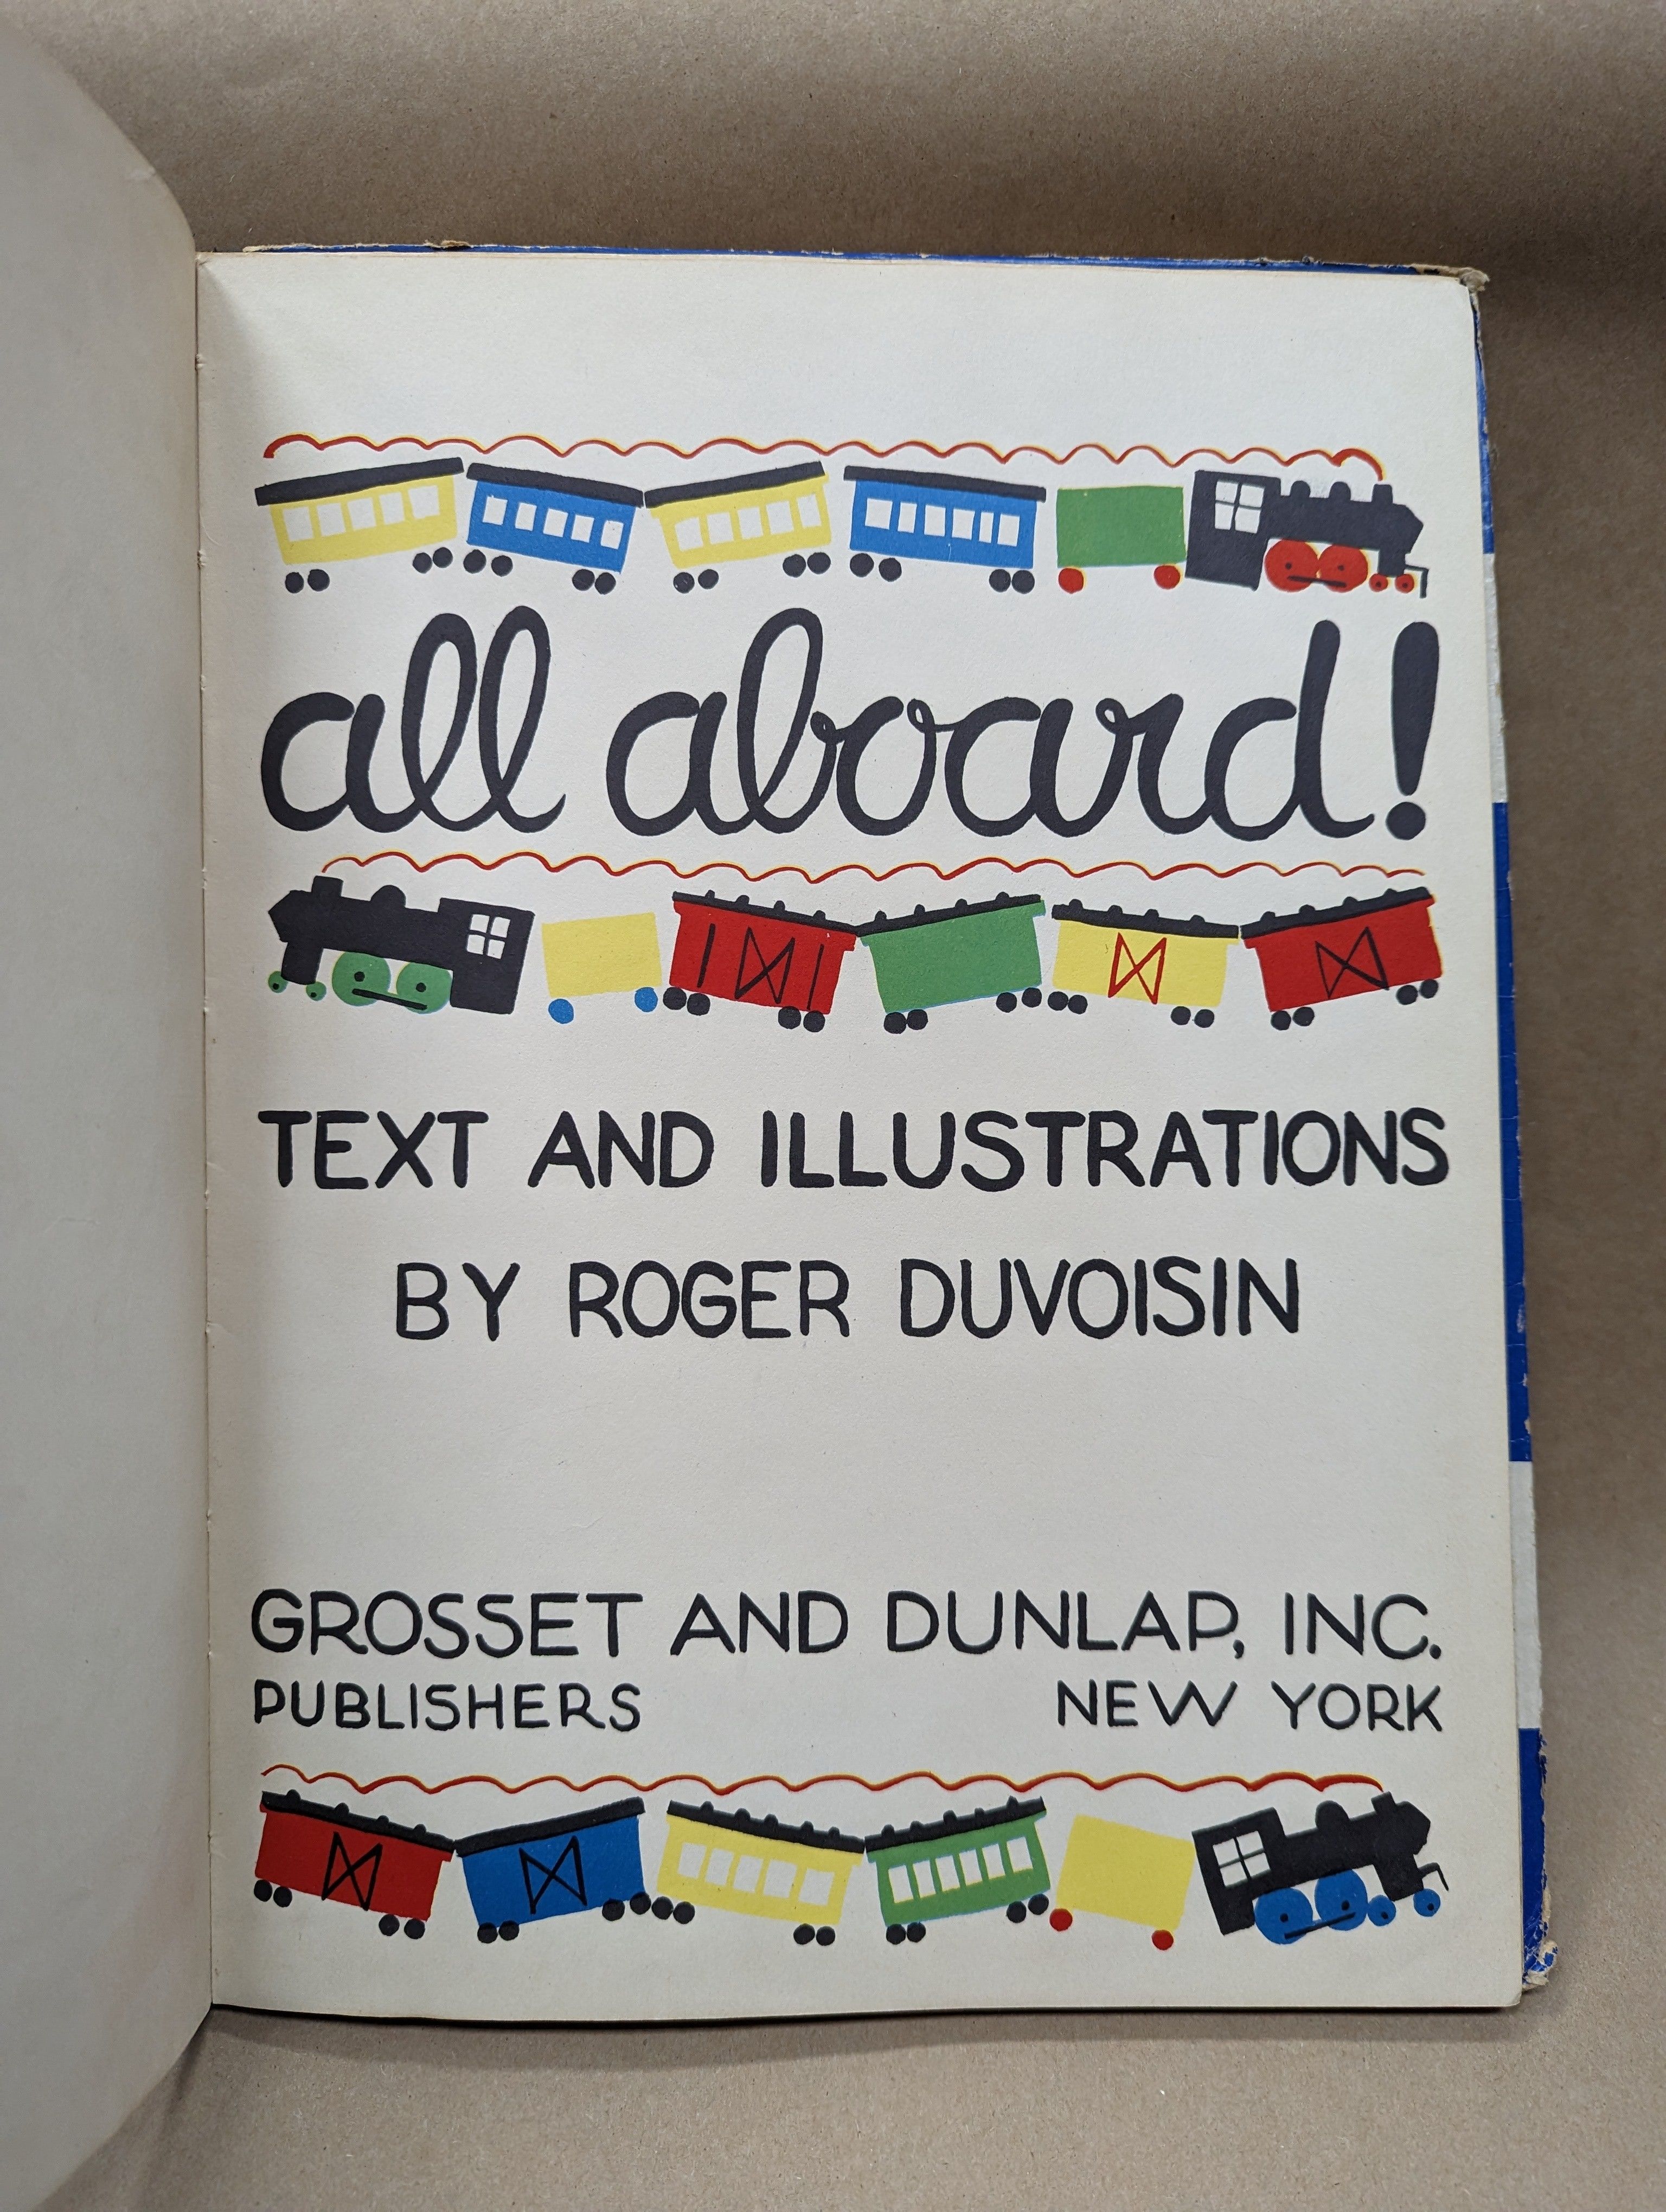 all aboard!
TEXT AND ILLUSTRATIONS
BY ROGER DUVOISIN
GROSSET AND DUNLAP, INC.
PUBLISHERS NEW YORK